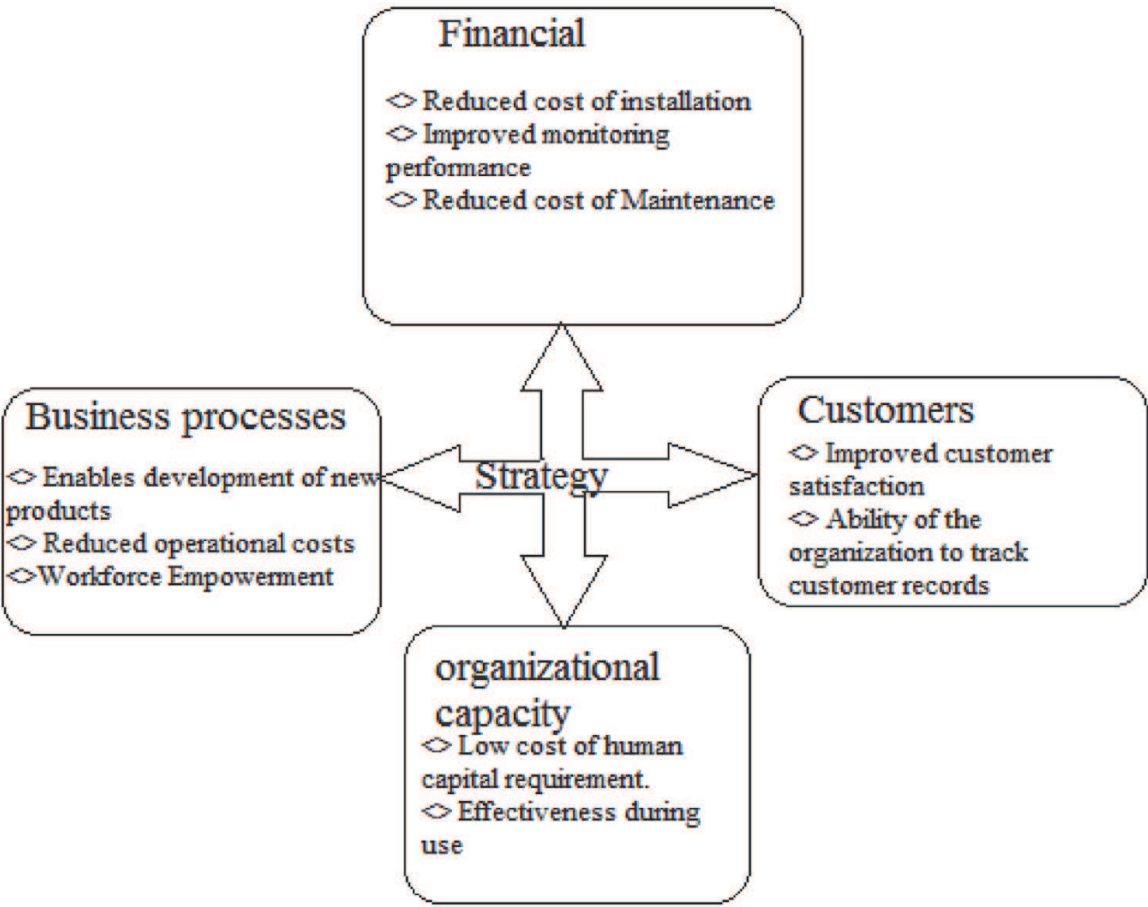 Financial
<> Reduced cost of installation
<> Improved monitoring
performance
<> Reduced cost of Maintenance
Business processes
<> Enables development of new
products
<> Reduced operational costs
<>Workforce Empowerment
Strategy
Customers
<> Improved customer
satisfaction
<> Ability of the
organization to track
customer records
organizational
capacity
<> Low cost of human
capital requirement.
<> Effectiveness during
use